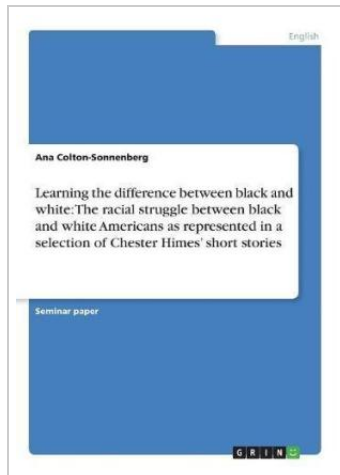 English
Ana Colton-Sonnenberg
Learning the difference between black and
white: The racial struggle between black
and white Americans as represented in a
selection of Chester Himes' short stories
Seminar paper
GRIN